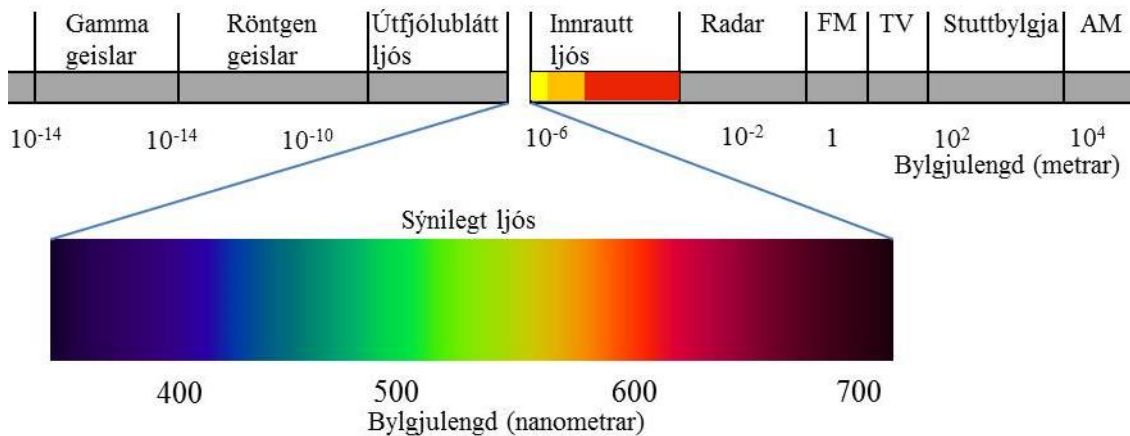 Gamma geislar
Röntgen geislar
Útfjólublátt ljós
Innrautt ljós
Radar
FM
TV
Stuttbylgja
AM
10⁻¹⁴ 10⁻¹⁴ 10⁻¹⁰ 10⁻⁶ 10⁻² 1 10² 10⁴
Bylgjulengd (metrar)
Sýnilegt ljós
400 500 600 700
Bylgjulengd (nanometrar)